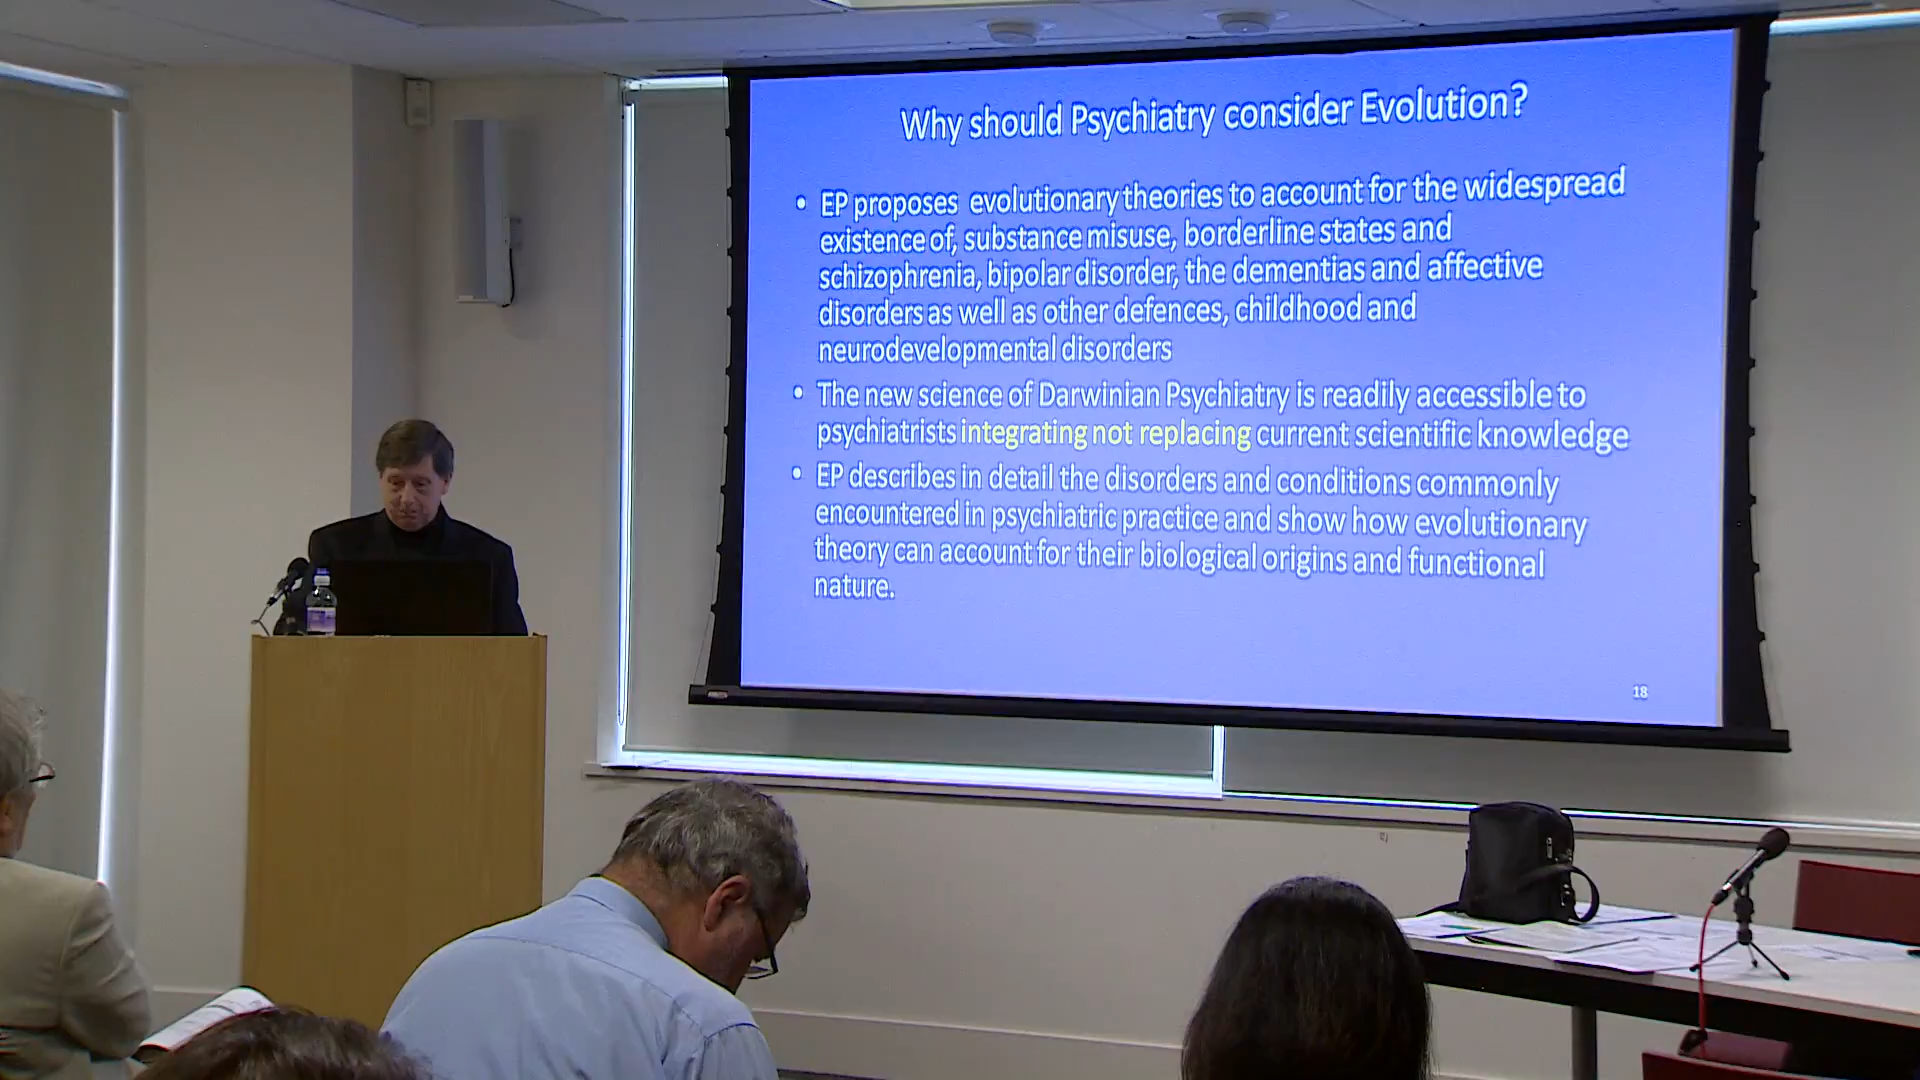 Why should Psychiatry consider Evolution?
• EP proposes evolutionary theories to account for the widespread
existence of, substance misuse, borderline states and
schizophrenia, bipolar disorder, the dementias and affective
disorders as well as other defences, childhood and
neurodevelopmental disorders
• The new science of Darwinian Psychiatry is readily accessible to
psychiatrists integrating not replacing current scientific knowledge
• EP describes in detail the disorders and conditions commonly
encountered in psychiatric practice and show how evolutionary
theory can account for their biological origins and functional
nature.
18